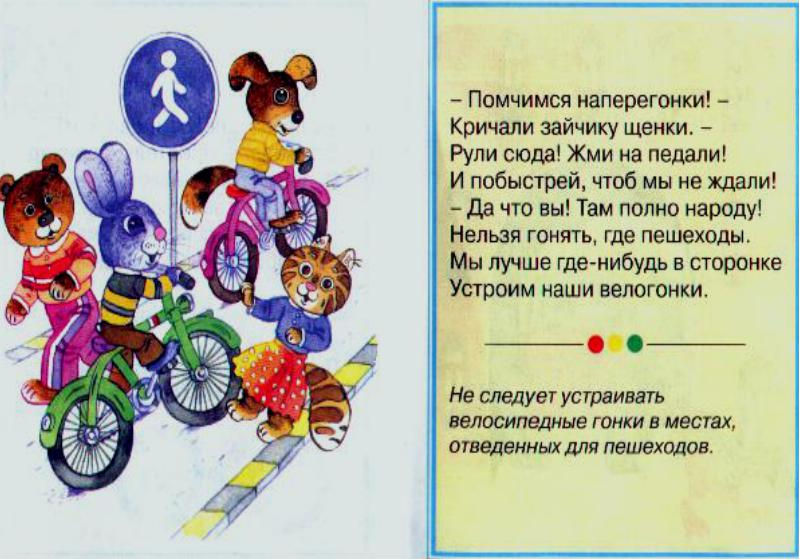 – Помчимся наперегонки! –
Кричали зайчику щенки. –
Рули сюда! Жми на педали!
И побыстрей, чтоб мы не ждали!
– Да что вы! Там полно народу!
Нельзя гонять, где пешеходы.
Мы лучше где-нибудь в сторонке
Устроим наши велогонки.
Не следует устраивать
велосипедные гонки в местах,
отведенных для пешеходов.